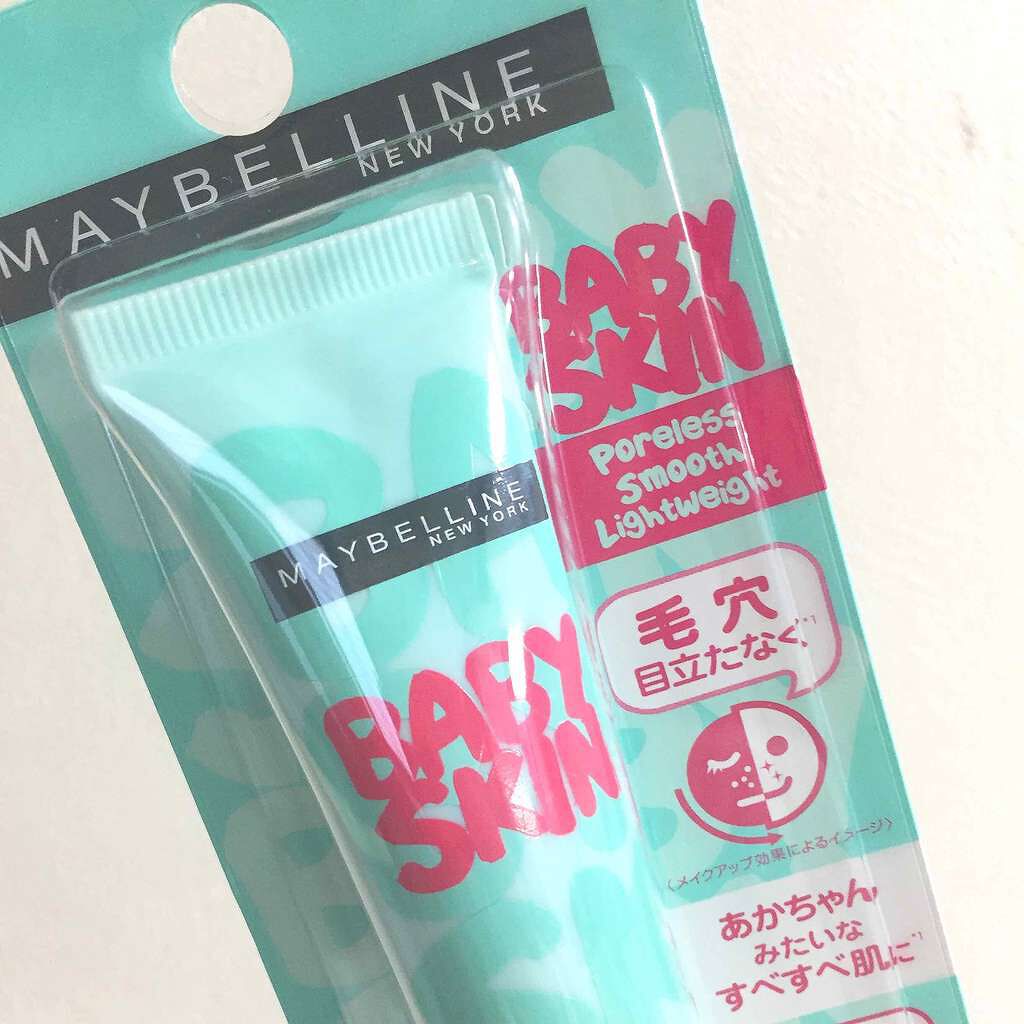 MAYBELLINE
NEW YORK
BABY
SKIN
Poreless
Smooth
Lightweight
MAYBELLINE
NEW YORK
BABY
SKIN
毛穴
目立たなく*1
〈メイクアップ効果によるイメージ〉
あかちゃん
みたいな
すべすべ肌に*1